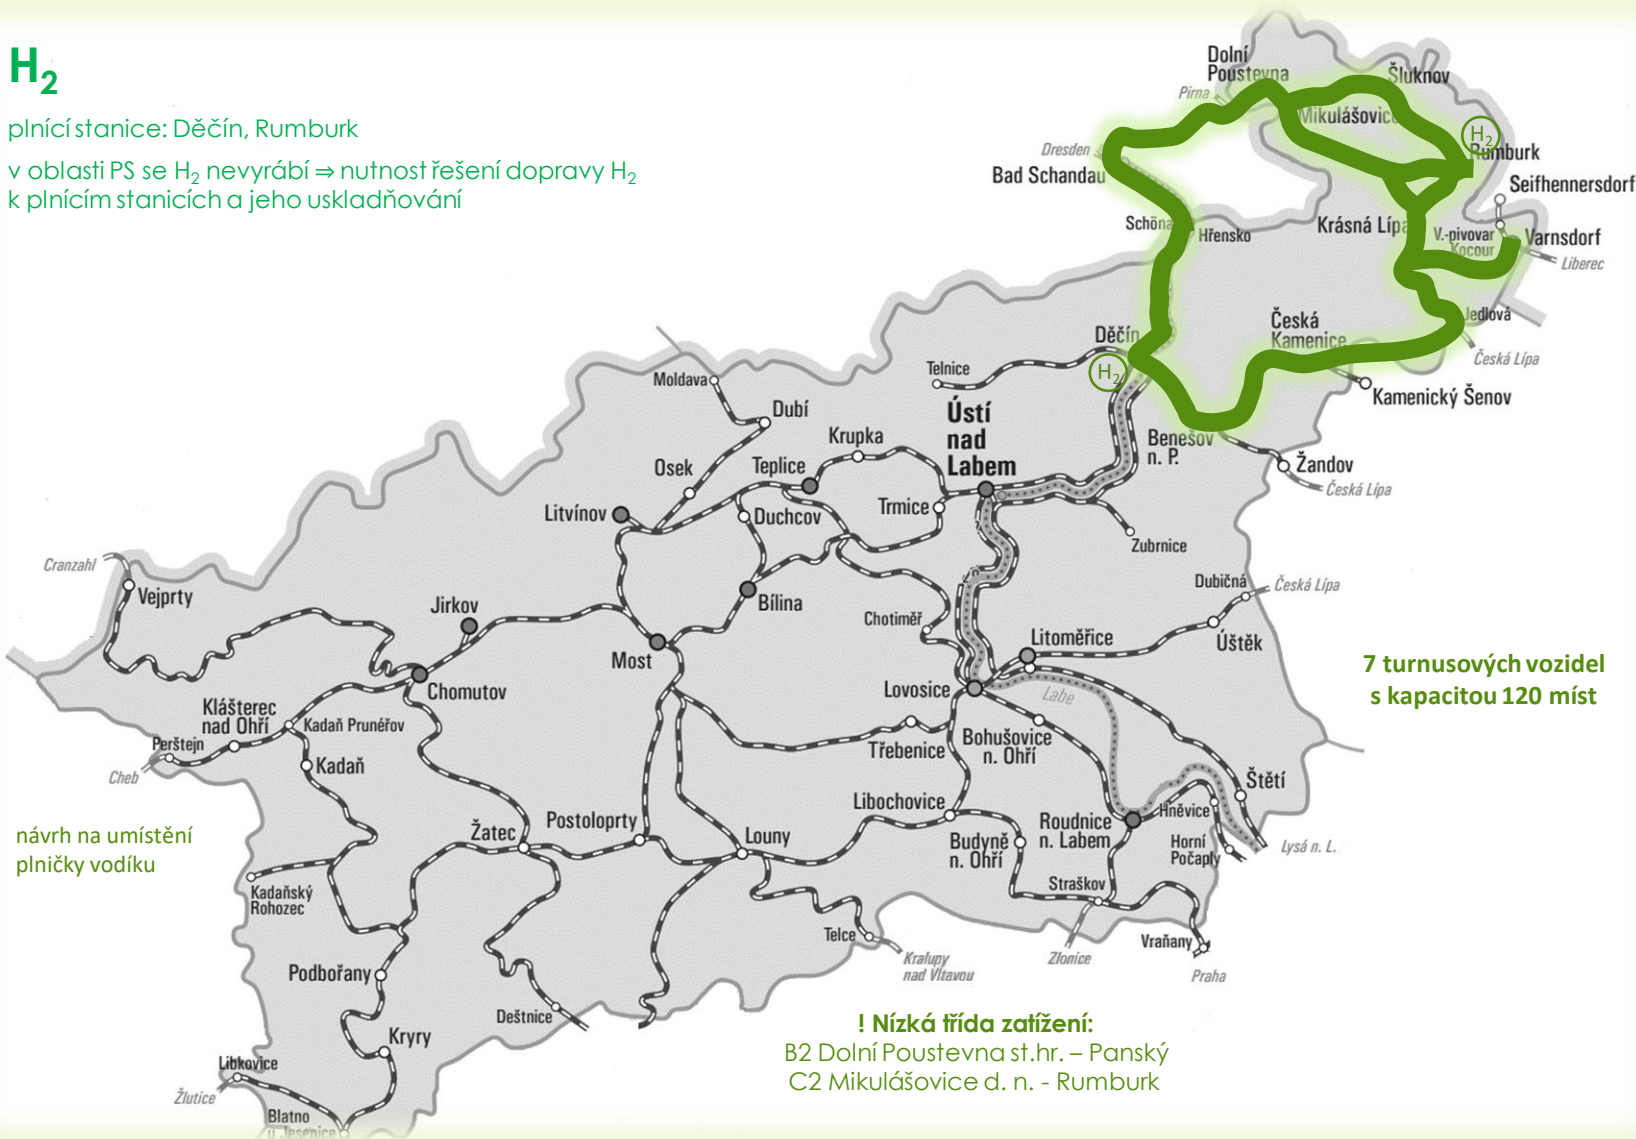 H₂
plnící stanice: Děčín, Rumburk
v oblasti PS se H₂ nevyrábí ⇒ nutnost řešení dopravy H₂
k plnícím stanicích a jeho uskladňování
Dolní
Poustevna
Šluknov
Pirna
Mikulášovice
H₂
Rumburk
Dresden
Bad Schandau
Seifhennersdorf
Schöna
Hřensko
Krásná Lípa
V.-pivovar
Kocour
Varnsdorf
Liberec
Jedlová
Česká
Kamenice
Česká Lípa
Děčín
H₂
Telnice
Kamenický Šenov
Moldava
Dubí
Ústí
nad
Labem
Krupka
Benešov
n. P.
Osek
Teplice
Žandov
Česká Lípa
Litvínov
Duchcov
Trmice
Zubrnice
Cranzahl
Vejprty
Dubičná
Česká Lípa
Jirkov
Bílina
Chotiměř
Litoměřice
Úštěk
Most
7 turnusových vozidel
s kapacitou 120 míst
Chomutov
Lovosice
Labe
Klášterec
nad Ohří
Kadaň Prunéřov
Perštejn
Cheb
Kadaň
Třebenice
Bohušovice
n. Ohří
Štětí
návrh na umístění
plničky vodíku
Žatec
Postoloprty
Louny
Libochovice
Budyně
n. Ohří
Roudnice
n. Labem
Hněvice
Horní
Počaply
Lysá n. L.
Kadaňský
Rohozec
Straškov
Telce
Kralupy
nad Vltavou
Zlonice
Vraňany
Praha
Podbořany
Deštnice
Kryry
! Nízká třída zatížení:
B2 Dolní Poustevna st.hr. – Panský
C2 Mikulášovice d. n. - Rumburk
Libkovice
Žlutice
Blatno
u Jesenice